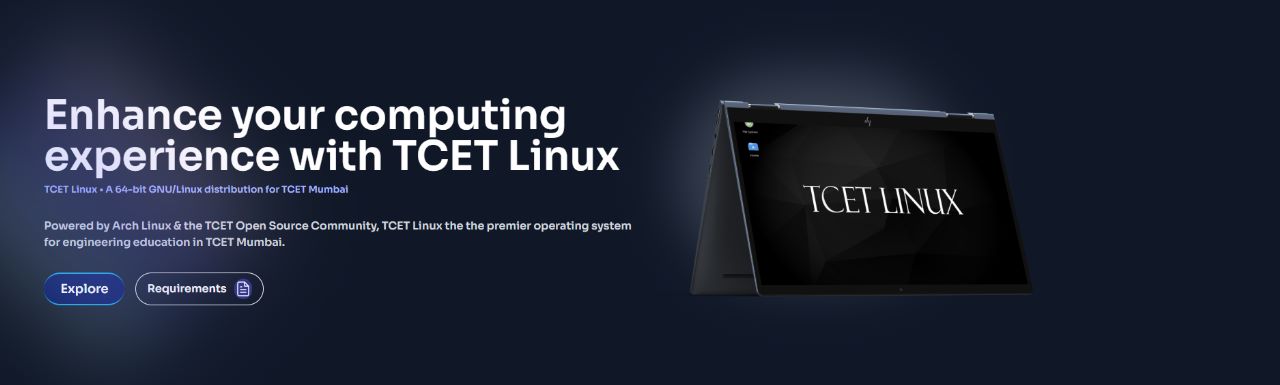 Enhance your computing
experience with TCET Linux
TCET Linux • A 64-bit GNU/Linux distribution for TCET Mumbai
Powered by Arch Linux & the TCET Open Source Community, TCET Linux the the premier operating system
for engineering education in TCET Mumbai.
Explore
Requirements
hp
TCET LINUX